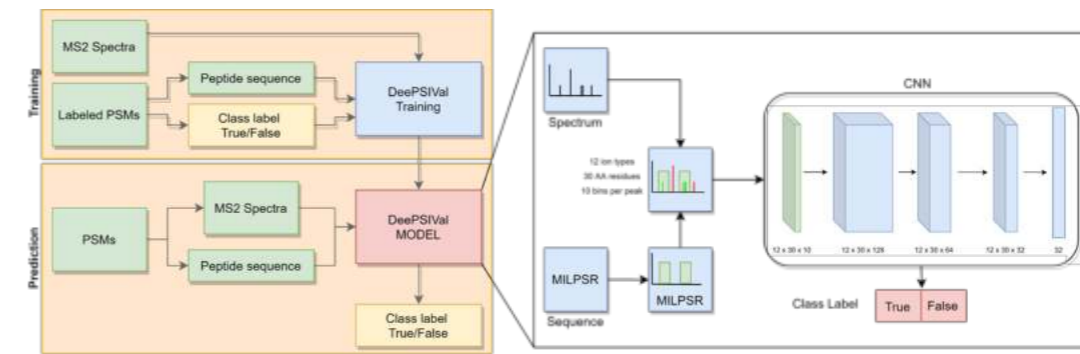 Training
MS2 Spectra
Labeled PSMs
Peptide sequence
Class label
True/False
DeePSIVal
Training
Prediction
PSMs
MS2 Spectra
Peptide sequence
DeePSIVal
MODEL
Class label
True/False
Spectrum
12 ion types
30 AA residues
10 bins per peak
MILPSR
Sequence
MILPSR
CNN
12 x 30 x 10
12 x 30 x 128
12 x 30 x 64
12 x 30 x 32
32
Class Label
True
False